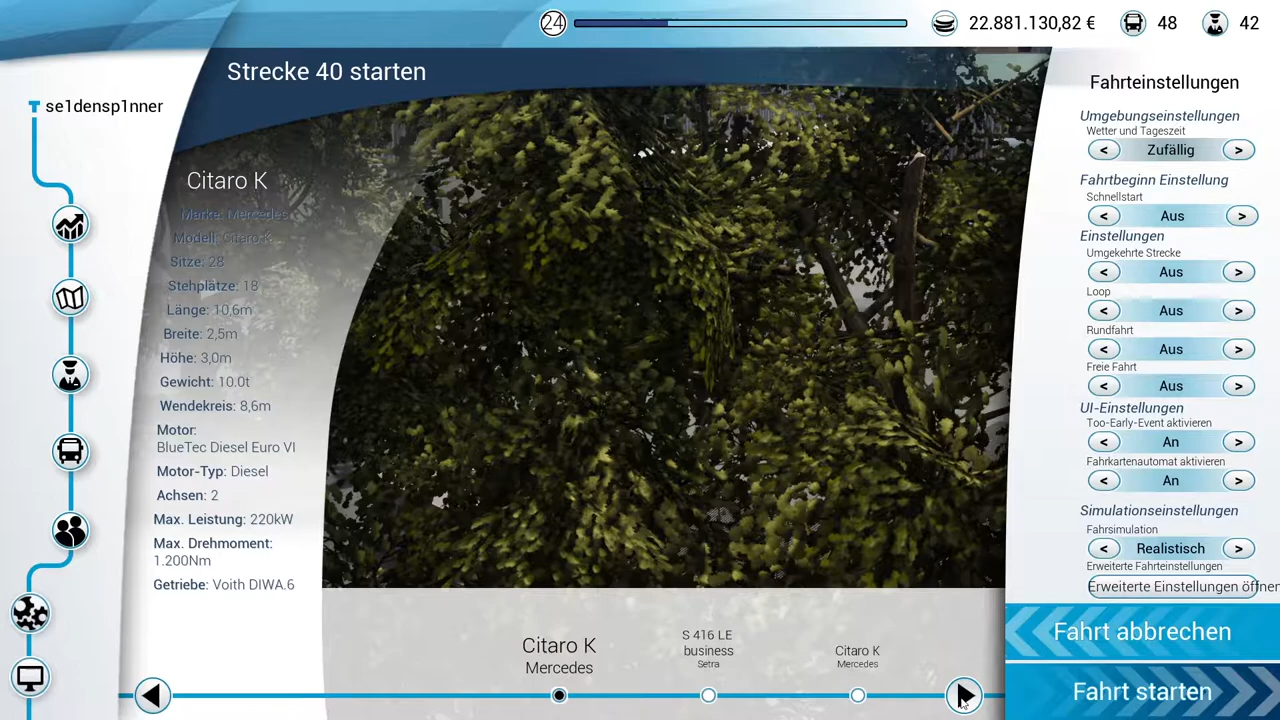 24
22.881.130,82 €
48
42
Strecke 40 starten
se1densp1nner
Citaro K
Marke: Mercedes
Modell: Citaro K
Sitze: 28
Stehplätze: 18
Länge: 10,6m
Breite: 2,5m
Höhe: 3,0m
Gewicht: 10.0t
Wendekreis: 8,6m
Motor:
BlueTec Diesel Euro VI
Motor-Typ: Diesel
Achsen: 2
Max. Leistung: 220kW
Max. Drehmoment:
1.200Nm
Getriebe: Voith DIWA.6
Citaro K
Mercedes
S 416 LE
business
Setra
Citaro K
Mercedes
Fahrteinstellungen
Umgebungseinstellungen
Wetter und Tageszeit
< Zufällig >
Fahrtbeginn Einstellung
Schnellstart
< Aus >
Einstellungen
Umgekehrte Strecke
< Aus >
Loop
< Aus >
Rundfahrt
< Aus >
Freie Fahrt
< Aus >
UI-Einstellungen
Too-Early-Event aktivieren
< An >
Fahrkartenautomat aktivieren
< An >
Simulationseinstellungen
Fahrsimulation
< Realistisch >
Erweiterte Fahrteinstellungen
Erweiterte Einstellungen öffnen
Fahrt abbrechen
Fahrt starten